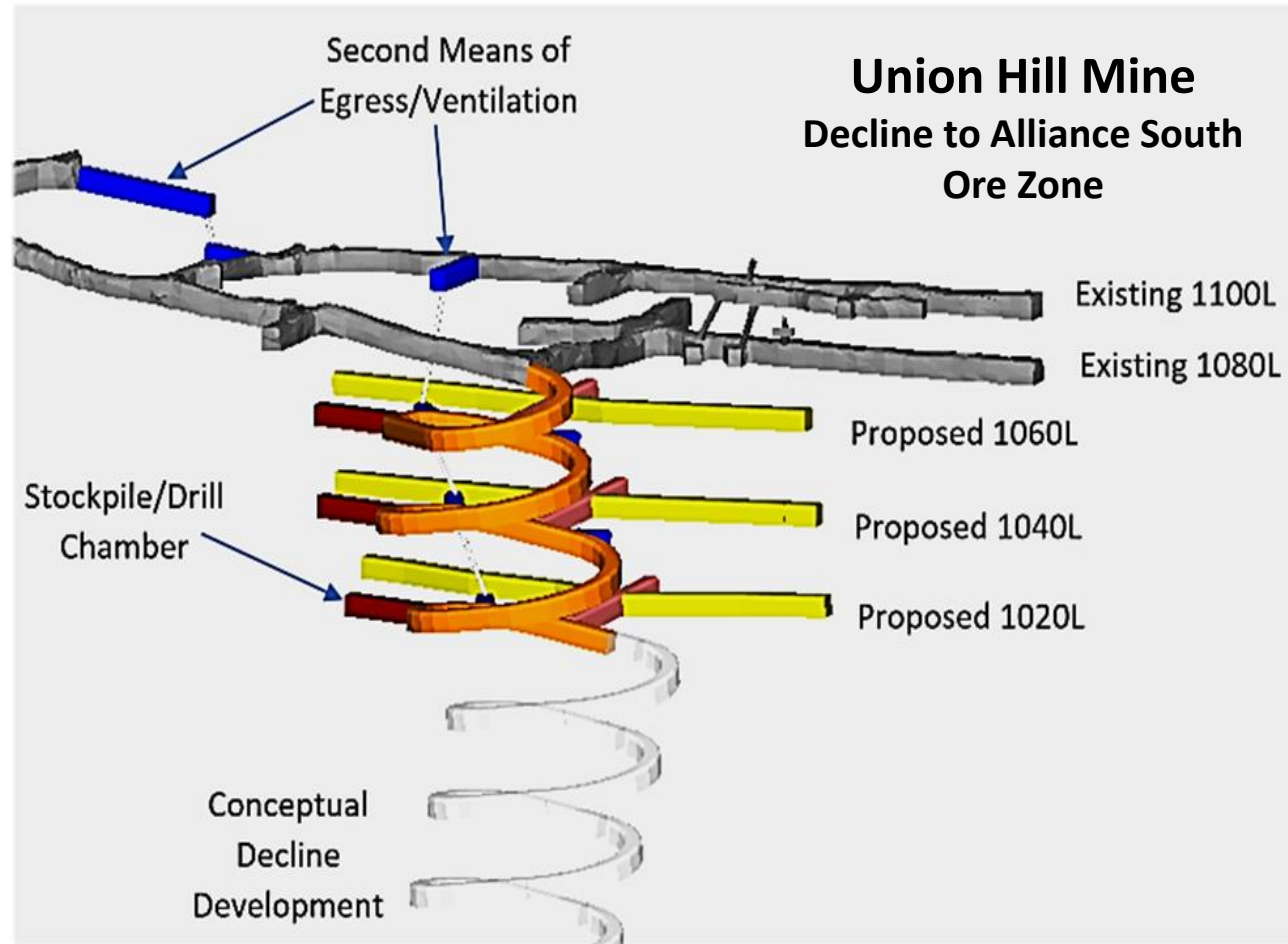 Second Means of
Egress/Ventilation
Union Hill Mine
Decline to Alliance South
Ore Zone
Existing 1100L
Existing 1080L
Proposed 1060L
Stockpile/Drill
Chamber
Proposed 1040L
Proposed 1020L
Conceptual
Decline
Development